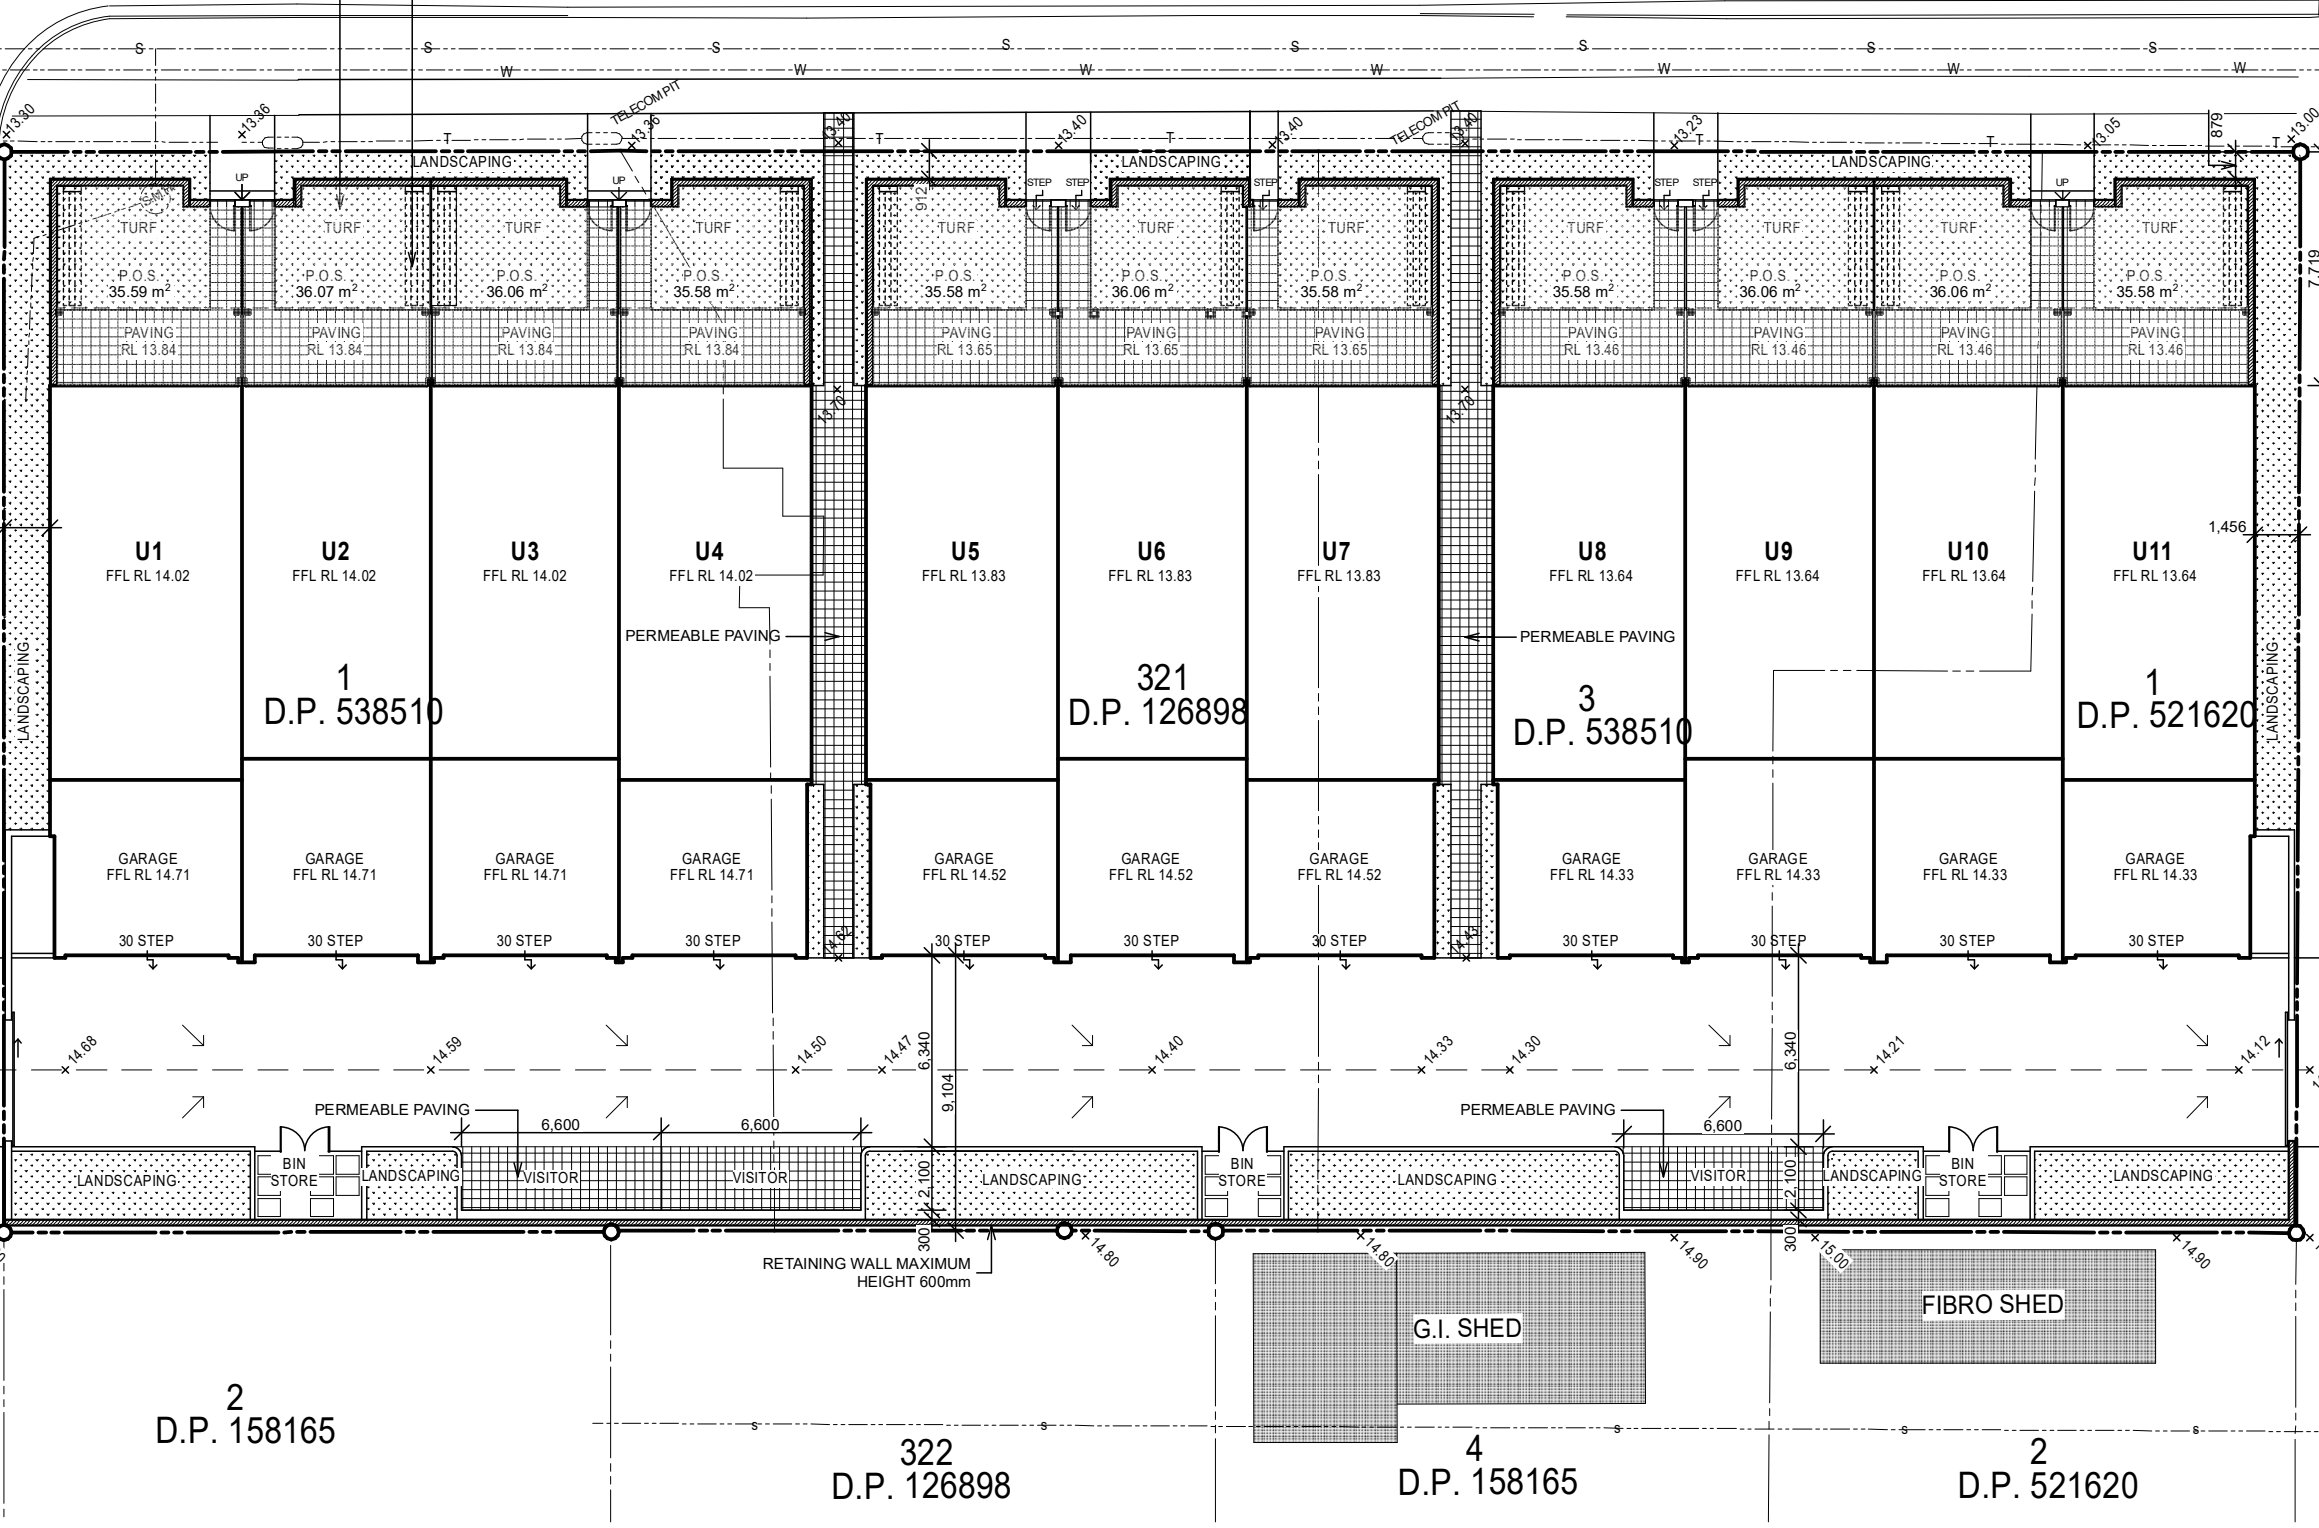 S S S S S S S S
W W W W W W W
TELECOM PIT
TELECOM PIT
13.30
13.36
13.36
13.40
13.40
13.40
13.40
13.23
13.05
13.00
879
T T T T T T
LANDSCAPING
LANDSCAPING
LANDSCAPING
UP
UP
STEP STEP
STEP
STEP STEP
UP
912
7,719
TURF TURF TURF TURF TURF TURF TURF TURF TURF TURF TURF
P.O.S. P.O.S. P.O.S. P.O.S. P.O.S. P.O.S. P.O.S. P.O.S. P.O.S. P.O.S. P.O.S.
35.59 m² 36.07 m² 36.06 m² 35.58 m² 35.58 m² 36.06 m² 35.58 m² 35.58 m² 36.06 m² 36.06 m² 35.58 m²
PAVING PAVING PAVING PAVING PAVING PAVING PAVING PAVING PAVING PAVING PAVING
RL 13.84 RL 13.84 RL 13.84 RL 13.84 RL 13.65 RL 13.65 RL 13.65 RL 13.46 RL 13.46 RL 13.46 RL 13.46
13.70
13.70
1,456
U1 U2 U3 U4 U5 U6 U7 U8 U9 U10 U11
FFL RL 14.02 FFL RL 14.02 FFL RL 14.02 FFL RL 14.02 FFL RL 13.83 FFL RL 13.83 FFL RL 13.83 FFL RL 13.64 FFL RL 13.64 FFL RL 13.64 FFL RL 13.64
PERMEABLE PAVING
PERMEABLE PAVING
LANDSCAPING
1
D.P. 538510
321
D.P. 126898
3
D.P. 538510
1
D.P. 521620
LANDSCAPING
GARAGE GARAGE GARAGE GARAGE GARAGE GARAGE GARAGE GARAGE GARAGE GARAGE GARAGE
FFL RL 14.71 FFL RL 14.71 FFL RL 14.71 FFL RL 14.71 FFL RL 14.52 FFL RL 14.52 FFL RL 14.52 FFL RL 14.33 FFL RL 14.33 FFL RL 14.33 FFL RL 14.33
30 STEP 30 STEP 30 STEP 30 STEP 30 STEP 30 STEP 30 STEP 30 STEP 30 STEP 30 STEP 30 STEP
14.62
14.43
14.68
14.59
14.50
14.47
6,340
9,104
14.40
14.33
14.30
6,340
14.21
14.12
PERMEABLE PAVING
6,600
6,600
PERMEABLE PAVING
6,600
LANDSCAPING
BIN
STORE
LANDSCAPING
VISITOR
VISITOR
2,100
LANDSCAPING
BIN
STORE
LANDSCAPING
VISITOR
2,100
LANDSCAPING
BIN
STORE
LANDSCAPING
300
300
RETAINING WALL MAXIMUM
HEIGHT 600mm
14.80
14.80
14.90
15.00
14.90
G.I. SHED
FIBRO SHED
2
D.P. 158165
s s s s s
322
D.P. 126898
4
D.P. 158165
2
D.P. 521620